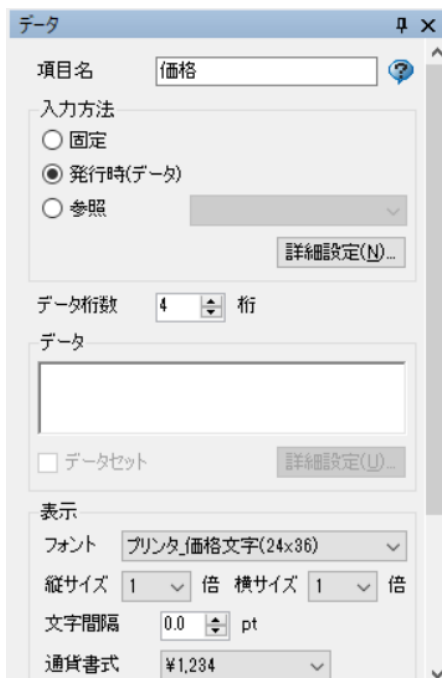 データ
項目名 価格
入力方法
固定
発行時(データ)
参照
詳細設定(N)...
データ桁数 4 桁
データ
データセット 詳細設定(U)...
表示
フォント プリンタ_価格文字(24x36)
縦サイズ 1 倍 横サイズ 1 倍
文字間隔 0.0 pt
通貨書式 ¥1,234